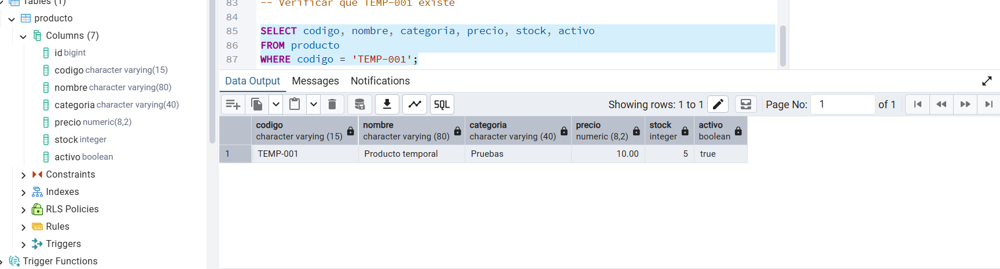 Tables (1)
producto
Columns (7)
id bigint
codigo character varying(15)
nombre character varying(80)
categoria character varying(40)
precio numeric(8,2)
stock integer
activo boolean
Constraints
Indexes
RLS Policies
Rules
Triggers
Trigger Functions
83 -- Verificar que TEMP-001 existe
84
85 SELECT codigo, nombre, categoria, precio, stock, activo
86 FROM producto
87 WHERE codigo = 'TEMP-001';
Data Output Messages Notifications
SQL Showing rows: 1 to 1 Page No: 1 of 1
codigo nombre categoria precio stock activo
character varying (15) character varying (80) character varying (40) numeric (8,2) integer boolean
1 TEMP-001 Producto temporal Pruebas 10.00 5 true